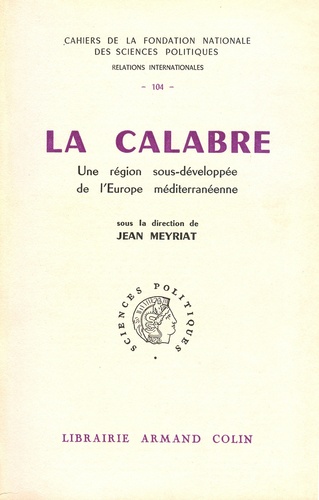 CAHIERS DE LA FONDATION NATIONALE
DES SCIENCES POLITIQUES
RELATIONS INTERNATIONALES
- 104 -
LA CALABRE
Une région sous-développée
de l'Europe méditerranéenne
sous la direction de
JEAN MEYRIAT
SCIENCES POLITIQUES
LIBRAIRIE ARMAND COLIN